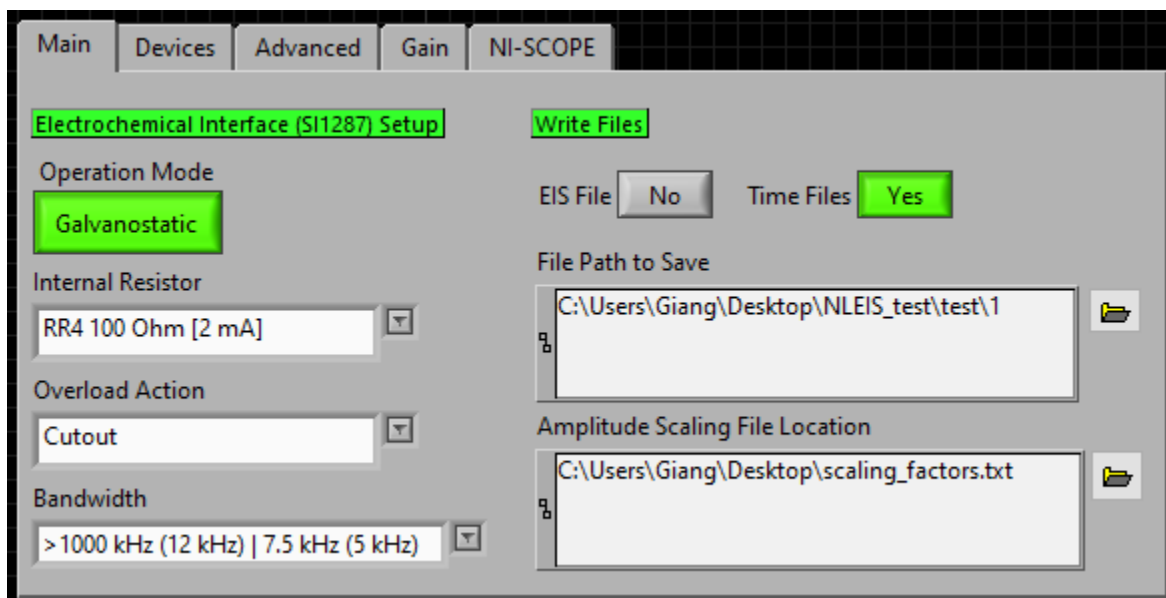 Main Devices Advanced Gain NI-SCOPE
Electrochemical Interface (SI1287) Setup
Operation Mode
Galvanostatic
Internal Resistor
RR4 100 Ohm [2 mA]
Overload Action
Cutout
Bandwidth
>1000 kHz (12 kHz) | 7.5 kHz (5 kHz)
Write Files
EIS File No Time Files Yes
File Path to Save
C:\Users\Giang\Desktop\NLEIS_test\test\1
Amplitude Scaling File Location
C:\Users\Giang\Desktop\scaling_factors.txt